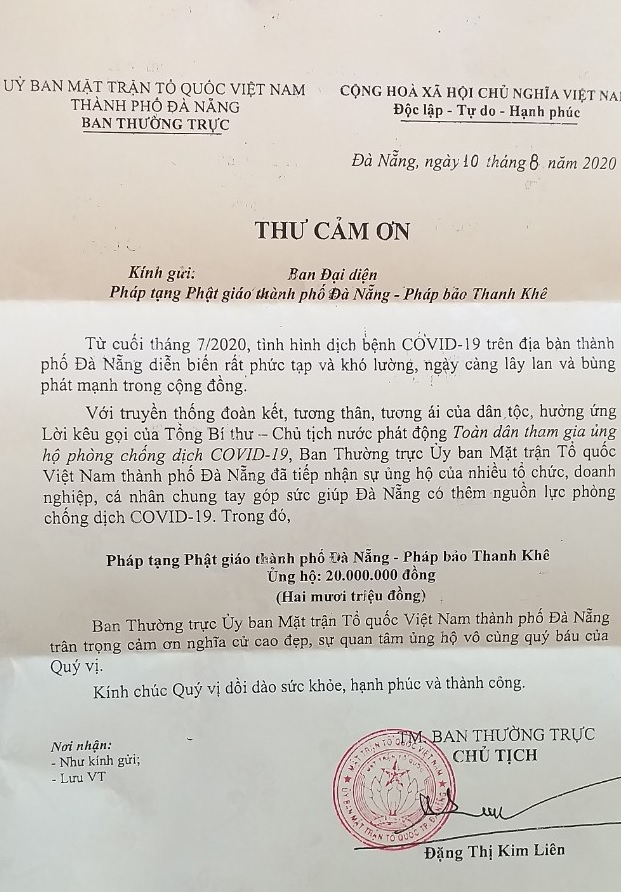 UỶ BAN MẶT TRẬN TỔ QUỐC VIỆT NAM
THÀNH PHỐ ĐÀ NẴNG
BAN THƯỜNG TRỰC
CỘNG HOÀ XÃ HỘI CHỦ NGHĨA VIỆT NA
Độc lập - Tự do - Hạnh phúc
Đà Nẵng, ngày 10 tháng 8 năm 2020
THƯ CẢM ƠN
Kính gửi: Ban Đại diện
Pháp tạng Phật giáo thành phố Đà Nẵng - Pháp bảo Thanh Khê
Từ cuối tháng 7/2020, tình hình dịch bệnh COVID-19 trên địa bàn thành
phố Đà Nẵng diễn biến rất phức tạp và khó lường, ngày càng lây lan và bùng
phát mạnh trong cộng đồng.
Với truyền thống đoàn kết, tương thân, tương ái của dân tộc, hưởng ứng
Lời kêu gọi của Tổng Bí thư – Chủ tịch nước phát động Toàn dân tham gia ủng
hộ phòng chống dịch COVID-19, Ban Thường trực Ủy ban Mặt trận Tổ quốc
Việt Nam thành phố Đà Nẵng đã tiếp nhận sự ủng hộ của nhiều tổ chức, doanh
nghiệp, cá nhân chung tay góp sức giúp Đà Nẵng có thêm nguồn lực phòng
chống dịch COVID-19. Trong đó,
Pháp tạng Phật giáo thành phố Đà Nẵng - Pháp bảo Thanh Khê
Ủng hộ: 20.000.000 đồng
(Hai mươi triệu đồng)
Ban Thường trực Ủy ban Mặt trận Tổ quốc Việt Nam thành phố Đà Nẵng
trân trọng cảm ơn nghĩa cử cao đẹp, sự quan tâm ủng hộ vô cùng quý báu của
Quý vị.
Kính chúc Quý vị dồi dào sức khỏe, hạnh phúc và thành công.
Nơi nhận:
- Như kính gửi;
- Lưu VT
TM. BAN THƯỜNG TRỰC
CHỦ TỊCH
MẶT TRẬN TỔ QUỐC VIỆT NAM
ỦY BAN MẶT TRẬN TỔ QUỐC TP.
Đặng Thị Kim Liên